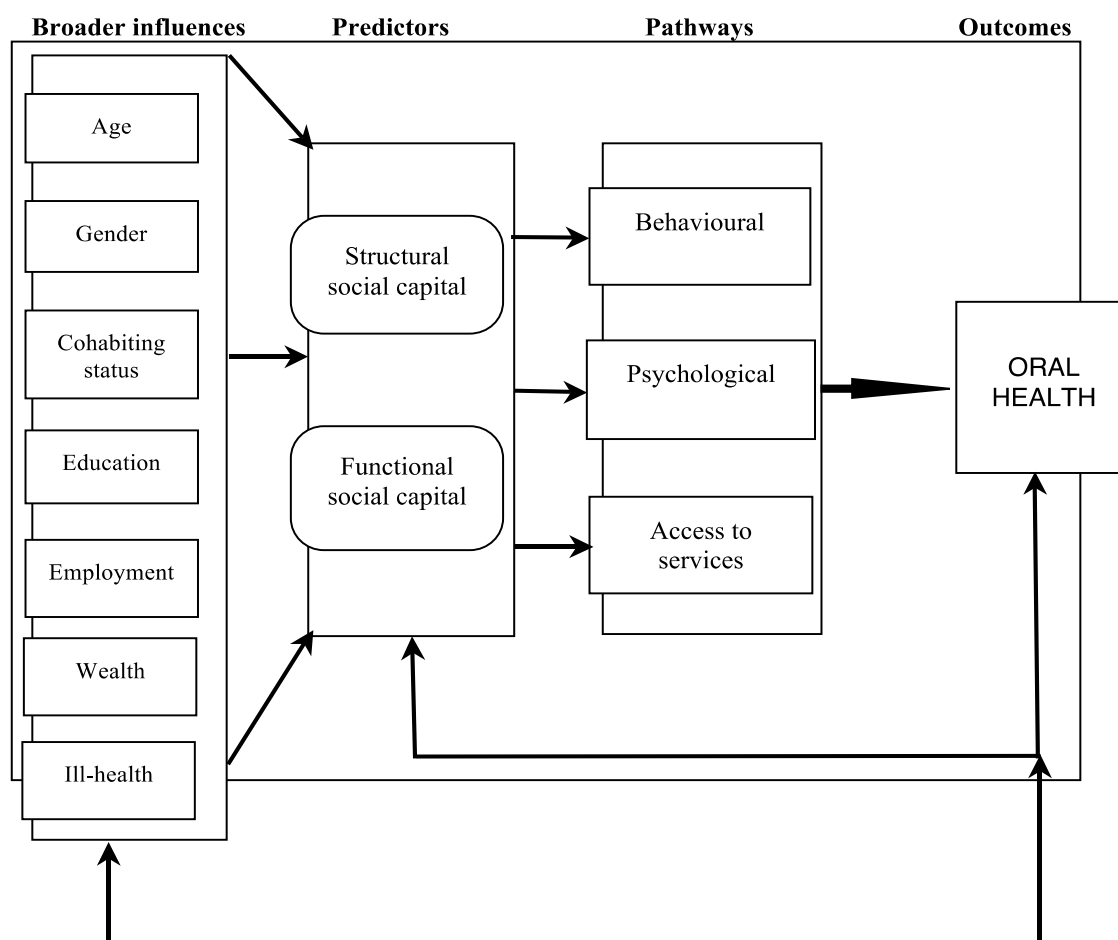 Broader influences
Predictors
Pathways
Outcomes
Age
Gender
Cohabiting
status
Education
Employment
Wealth
Ill-health
Structural
social capital
Functional
social capital
Behavioural
Psychological
Access to
services
ORAL
HEALTH